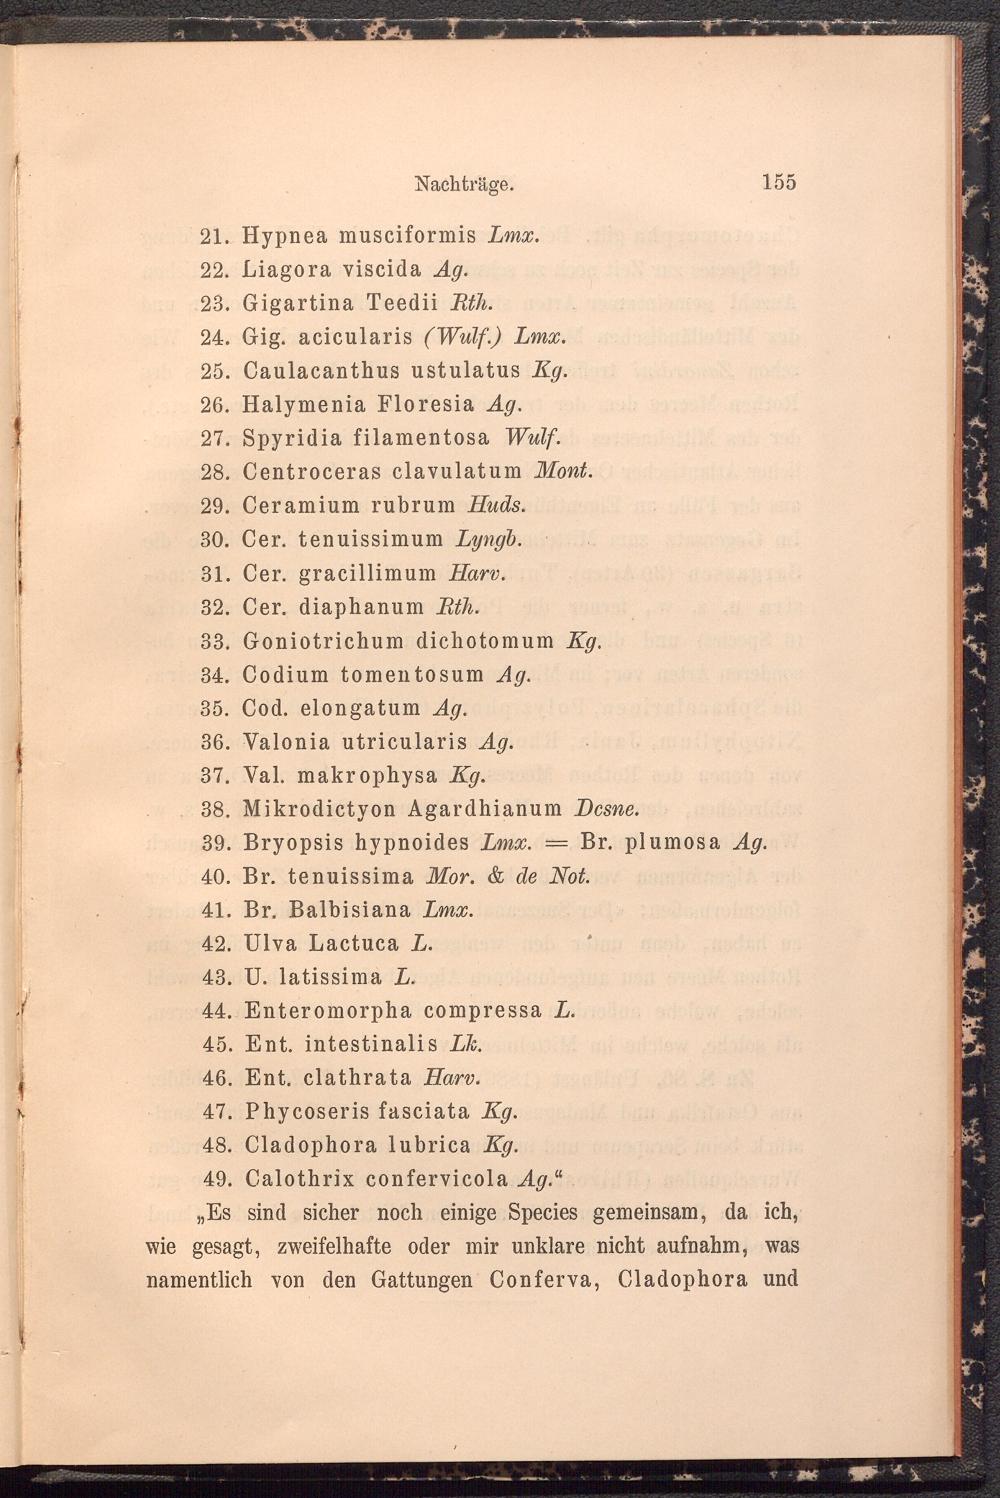 Nachträge. 155
21. Hypnea musciformis Lmx.
22. Liagora viscida Ag.
23. Gigartina Teedii Rth.
24. Gig. acicularis (Wulf.) Lmx.
25. Caulacanthus ustulatus Kg.
26. Halymenia Floresia Ag.
27. Spyridia filamentosa Wulf.
28. Centroceras clavulatum Mont.
29. Ceramium rubrum Huds.
30. Cer. tenuissimum Lyngb.
31. Cer. gracillimum Harv.
32. Cer. diaphanum Rth.
33. Goniotrichum dichotomum Kg.
34. Codium tomentosum Ag.
35. Cod. elongatum Ag.
36. Valonia utricularis Ag.
37. Val. makrophysa Kg.
38. Mikrodictyon Agardhianum Dcsne.
39. Bryopsis hypnoides Lmx. = Br. plumosa Ag.
40. Br. tenuissima Mor. & de Not.
41. Br. Balbisiana Lmx.
42. Ulva Lactuca L.
43. U. latissima L.
44. Enteromorpha compressa L.
45. Ent. intestinalis Lk.
46. Ent. clathrata Harv.
47. Phycoseris fasciata Kg.
48. Cladophora lubrica Kg.
49. Calothrix confervicola Ag.“
„Es sind sicher noch einige Species gemeinsam, da ich,
wie gesagt, zweifelhafte oder mir unklare nicht aufnahm, was
namentlich von den Gattungen Conferva, Cladophora und